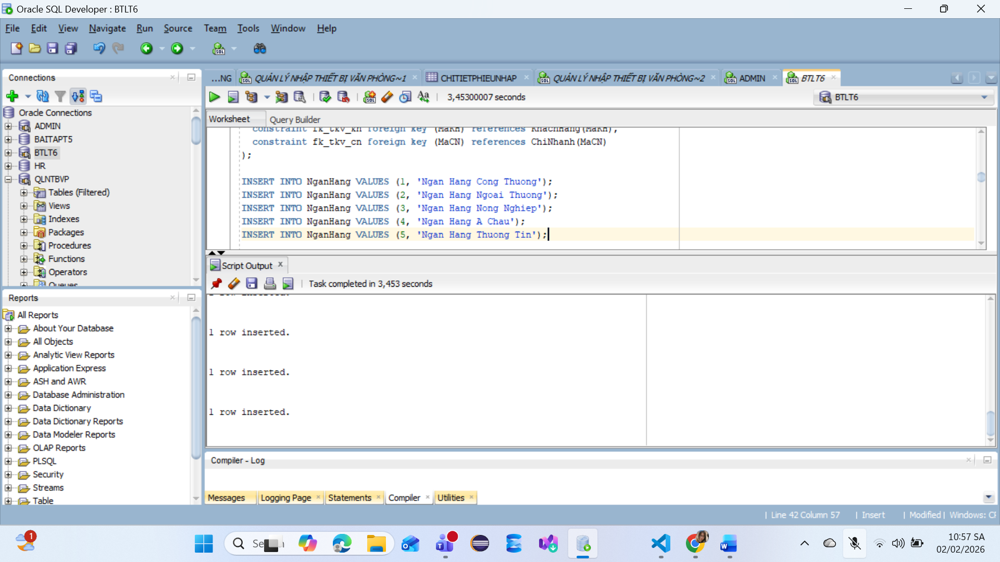 Oracle SQL Developer : BTLT6
File Edit View Navigate Run Source Team Tools Window Help
Connections
Oracle Connections
ADMIN
BAITAPT5
BTLT6
HR
QLNTBVP
Tables (Filtered)
Views
Indexes
Packages
Procedures
Functions
Operators
Queues
Reports
All Reports
About Your Database
All Objects
Analytic View Reports
Application Express
ASH and AWR
Database Administration
Data Dictionary
Data Dictionary Reports
Data Modeler Reports
OLAP Reports
PLSQL
Security
Streams
Table
...NG QUẢN LÝ NHẬP THIẾT BỊ VĂN PHÒNG~1 CHITIETPHIEUNHAP QUẢN LÝ NHẬP THIẾT BỊ VĂN PHÒNG~2 ADMIN BTLT6
3,45300007 seconds BTLT6
Worksheet Query Builder
constraint fk_tkv_kh foreign key (MaKH) references KhachHang(MaKH),
constraint fk_tkv_cn foreign key (MaCN) references ChiNhanh(MaCN)
);
INSERT INTO NganHang VALUES (1, 'Ngan Hang Cong Thuong');
INSERT INTO NganHang VALUES (2, 'Ngan Hang Ngoai Thuong');
INSERT INTO NganHang VALUES (3, 'Ngan Hang Nong Nghiep');
INSERT INTO NganHang VALUES (4, 'Ngan Hang A Chau');
INSERT INTO NganHang VALUES (5, 'Ngan Hang Thuong Tin');
Script Output
Task completed in 3,453 seconds
1 row inserted.
1 row inserted.
1 row inserted.
1 row inserted.
Compiler - Log
Messages Logging Page Statements Compiler Utilities
Line 42 Column 57 Insert Modified Windows: CR
1
10:57 SA
02/02/2026